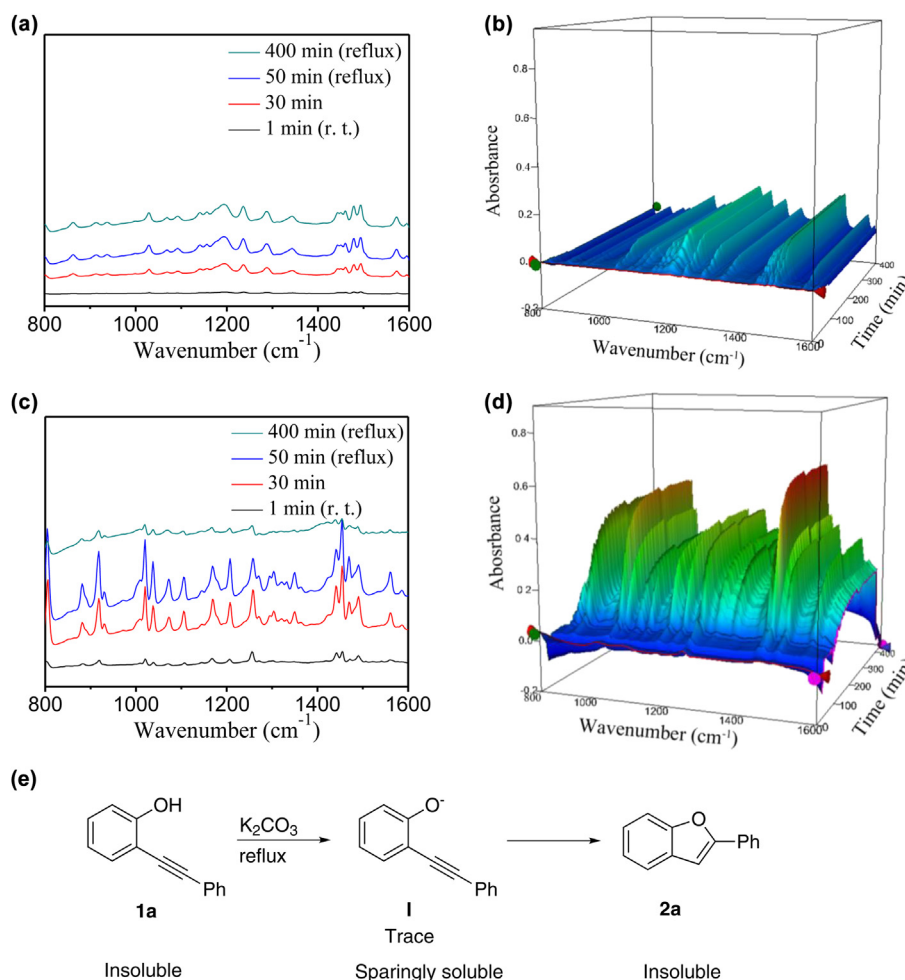 (a)
400 min (reflux)
50 min (reflux)
30 min
1 min (r. t.)
800 1000 1200 1400 1600
Wavenumber (cm⁻¹)
(b)
0.8
0.6
0.4
0.2
0.0
-0.2
Abosrbance
800 1000 1200 1400 1600
Wavenumber (cm⁻¹)
0 100 200 300 400
Time (min)
(c)
400 min (reflux)
50 min (reflux)
30 min
1 min (r. t.)
800 1000 1200 1400 1600
Wavenumber (cm⁻¹)
(d)
0.8
0.6
0.4
0.2
0.0
-0.2
Abosrbance
800 1000 1200 1400 1600
Wavenumber (cm⁻¹)
0 100 200 300 400
Time (min)
(e)
OH
Ph
1a
Insoluble
K₂CO₃
reflux
O⁻
Ph
I
Trace
Sparingly soluble
O
Ph
2a
Insoluble